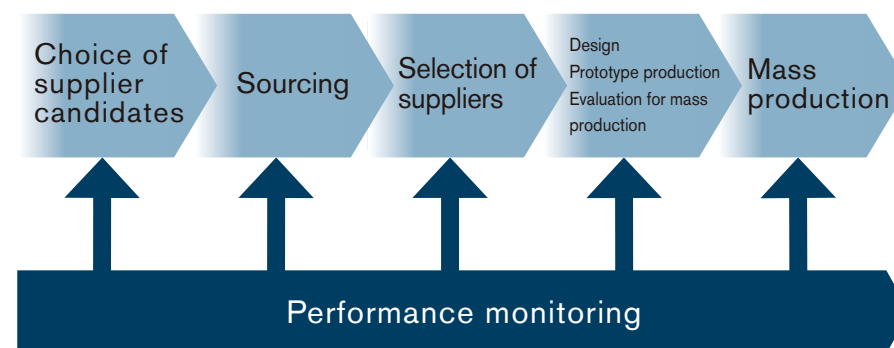 Choice of
supplier
candidates
Sourcing
Selection of
suppliers
Design
Prototype production
Evaluation for mass
production
Mass
production
Performance monitoring